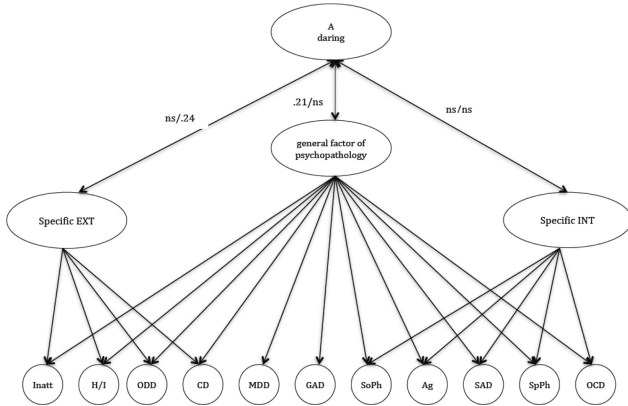 A
daring
ns/.24
.21/ns
ns/ns
general factor of
psychopathology
Specific EXT
Specific INT
Inatt
H/I
ODD
CD
MDD
GAD
SoPh
Ag
SAD
SpPh
OCD